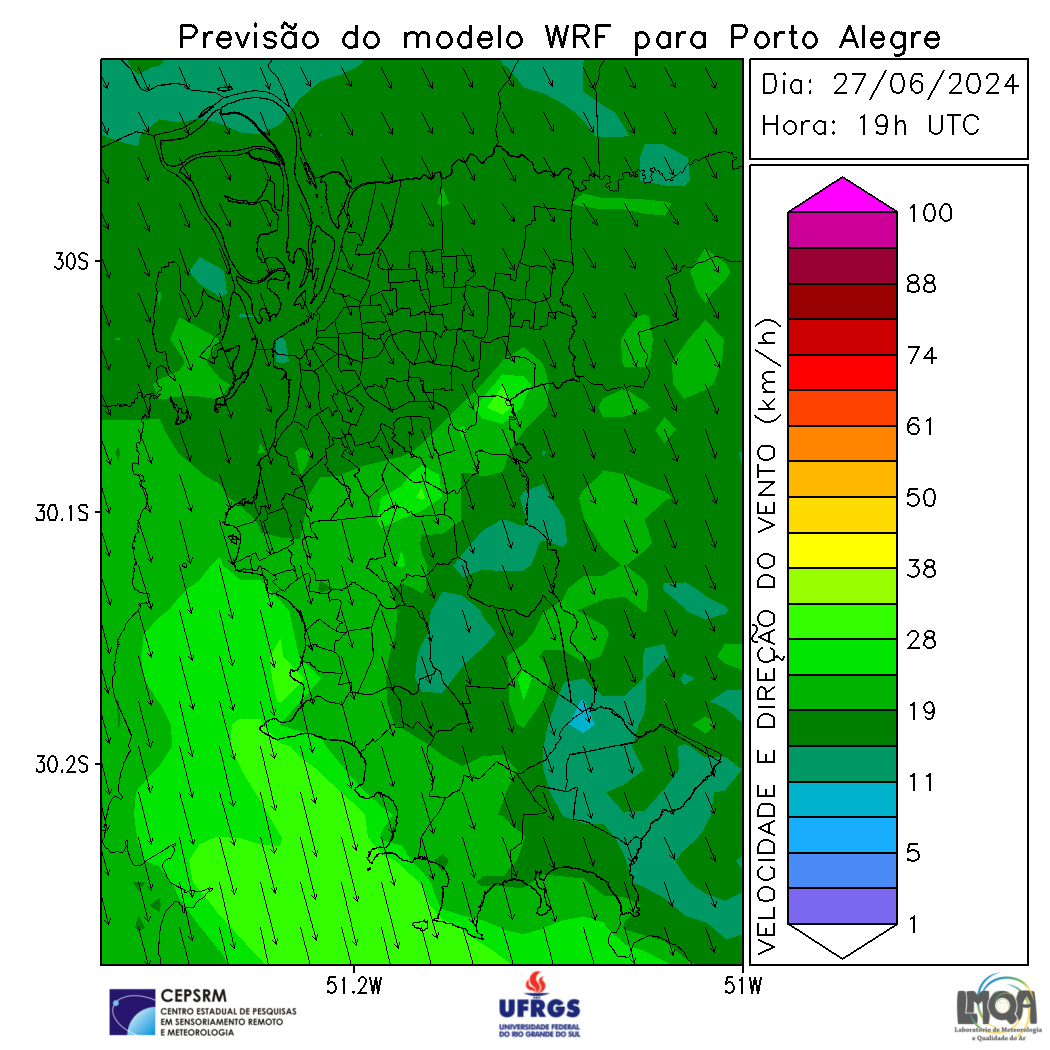 Previsão do modelo WRF para Porto Alegre
Dia: 27/06/2024
Hora: 19h UTC
30S
30.1S
30.2S
51.2W
51W
VELOCIDADE E DIREÇÃO DO VENTO (km/h)
100
88
74
61
50
38
28
19
11
5
1
CEPSRM
CENTRO ESTADUAL DE PESQUISAS
EM SENSORIAMENTO REMOTO
E METEOROLOGIA
UFRGS
UNIVERSIDADE FEDERAL
DO RIO GRANDE DO SUL
LMQA
Laboratório de Meteorologia
e Qualidade do Ar